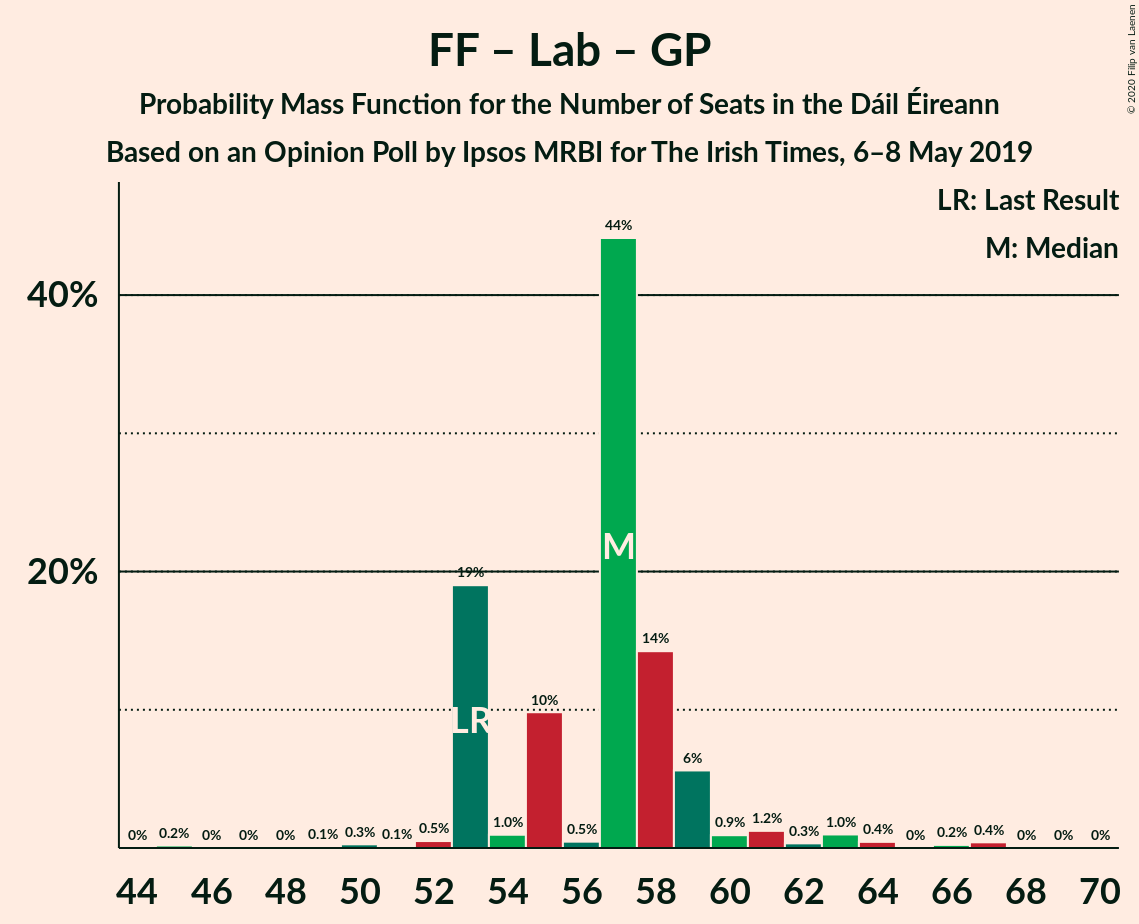 FF – Lab – GP
Probability Mass Function for the Number of Seats in the Dáil Éireann
Based on an Opinion Poll by Ipsos MRBI for The Irish Times, 6–8 May 2019
© 2020 Filip van Laenen
LR: Last Result
M: Median
40%
20%
0% 0.2% 0% 0% 0% 0.1% 0.3% 0.1% 0.5% 19% 1.0% 10% 0.5% 44% 14% 6% 0.9% 1.2% 0.3% 1.0% 0.4% 0% 0.2% 0.4% 0% 0% 0%
LR
M
44 46 48 50 52 54 56 58 60 62 64 66 68 70